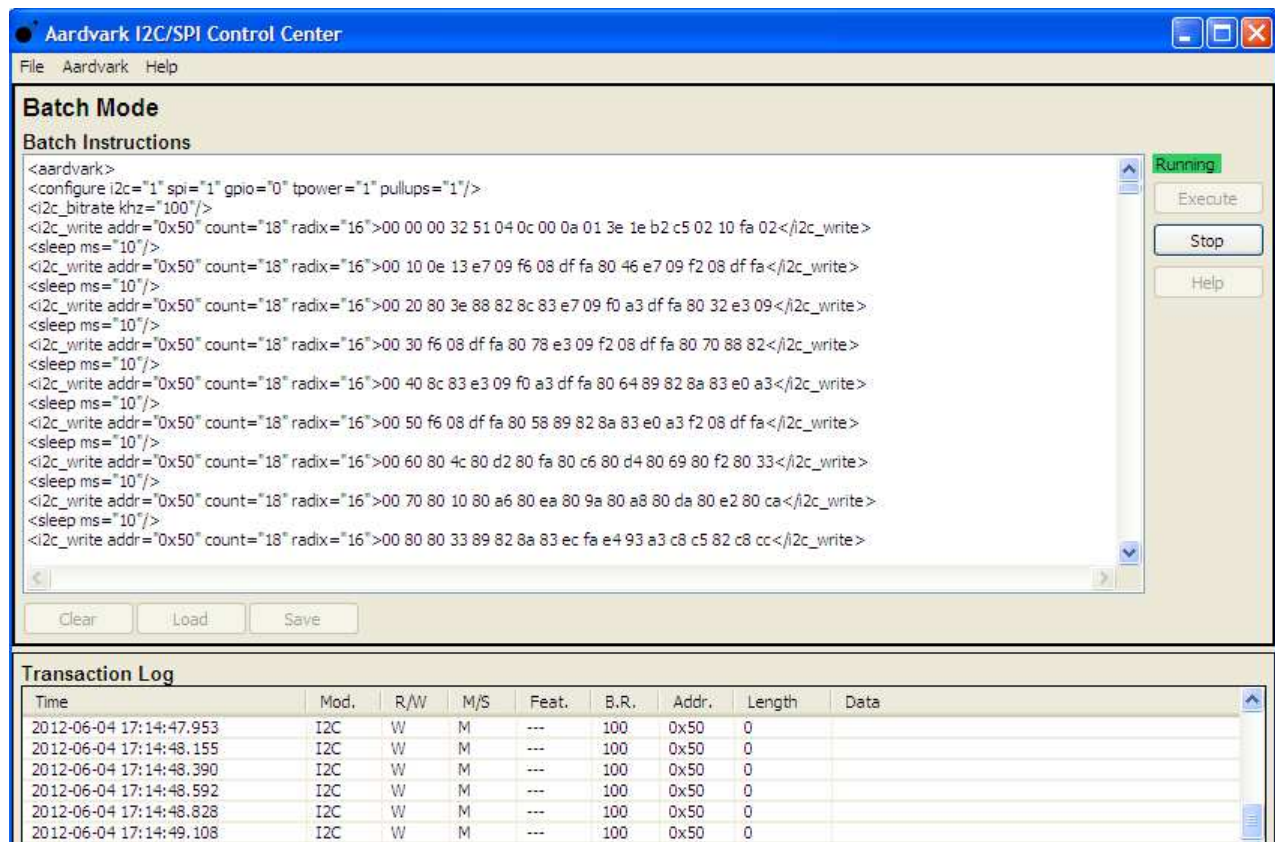 Aardvark I2C/SPI Control Center
File Aardvark Help
Batch Mode
Batch Instructions
<aardvark>
<configure i2c="1" spi="1" gpio="0" tpower="1" pullups="1"/>
<i2c_bitrate khz="100"/>
<i2c_write addr="0x50" count="18" radix="16">00 00 00 32 51 04 0c 00 0a 01 3e 1e b2 c5 02 10 fa 02</i2c_write>
<sleep ms="10"/>
<i2c_write addr="0x50" count="18" radix="16">00 10 0e 13 e7 09 f6 08 df fa 80 46 e7 09 f2 08 df fa</i2c_write>
<sleep ms="10"/>
<i2c_write addr="0x50" count="18" radix="16">00 20 80 3e 88 82 8c 83 e7 09 f0 a3 df fa 80 32 e3 09</i2c_write>
<sleep ms="10"/>
<i2c_write addr="0x50" count="18" radix="16">00 30 f6 08 df fa 80 78 e3 09 f2 08 df fa 80 70 88 82</i2c_write>
<sleep ms="10"/>
<i2c_write addr="0x50" count="18" radix="16">00 40 8c 83 e3 09 f0 a3 df fa 80 64 89 82 8a 83 e0 a3</i2c_write>
<sleep ms="10"/>
<i2c_write addr="0x50" count="18" radix="16">00 50 f6 08 df fa 80 58 89 82 8a 83 e0 a3 f2 08 df fa</i2c_write>
<sleep ms="10"/>
<i2c_write addr="0x50" count="18" radix="16">00 60 80 4c 80 d2 80 fa 80 c6 80 d4 80 69 80 f2 80 33</i2c_write>
<sleep ms="10"/>
<i2c_write addr="0x50" count="18" radix="16">00 70 80 10 80 a6 80 ea 80 9a 80 a8 80 da 80 e2 80 ca</i2c_write>
<sleep ms="10"/>
<i2c_write addr="0x50" count="18" radix="16">00 80 80 33 89 82 8a 83 ec fa e4 93 a3 c8 c5 82 c8 cc</i2c_write>
Running
Execute
Stop
Help
Clear Load Save
Transaction Log
Time Mod. R/W M/S Feat. B.R. Addr. Length Data
2012-06-04 17:14:47.953 I2C W M --- 100 0x50 0
2012-06-04 17:14:48.155 I2C W M --- 100 0x50 0
2012-06-04 17:14:48.390 I2C W M --- 100 0x50 0
2012-06-04 17:14:48.592 I2C W M --- 100 0x50 0
2012-06-04 17:14:48.828 I2C W M --- 100 0x50 0
2012-06-04 17:14:49.108 I2C W M --- 100 0x50 0